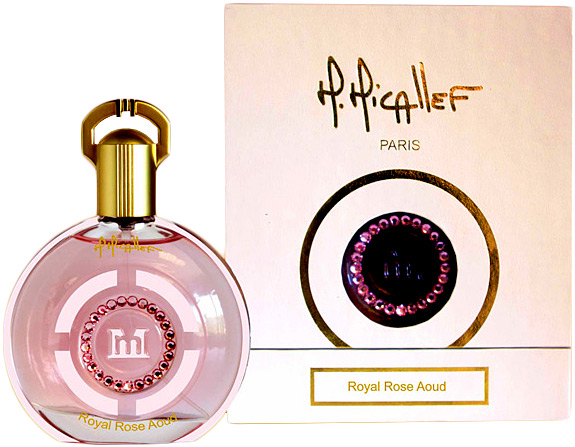 M. Micallef
PARIS
Royal Rose Aoud
M. Micallef
M
Royal Rose Aoud